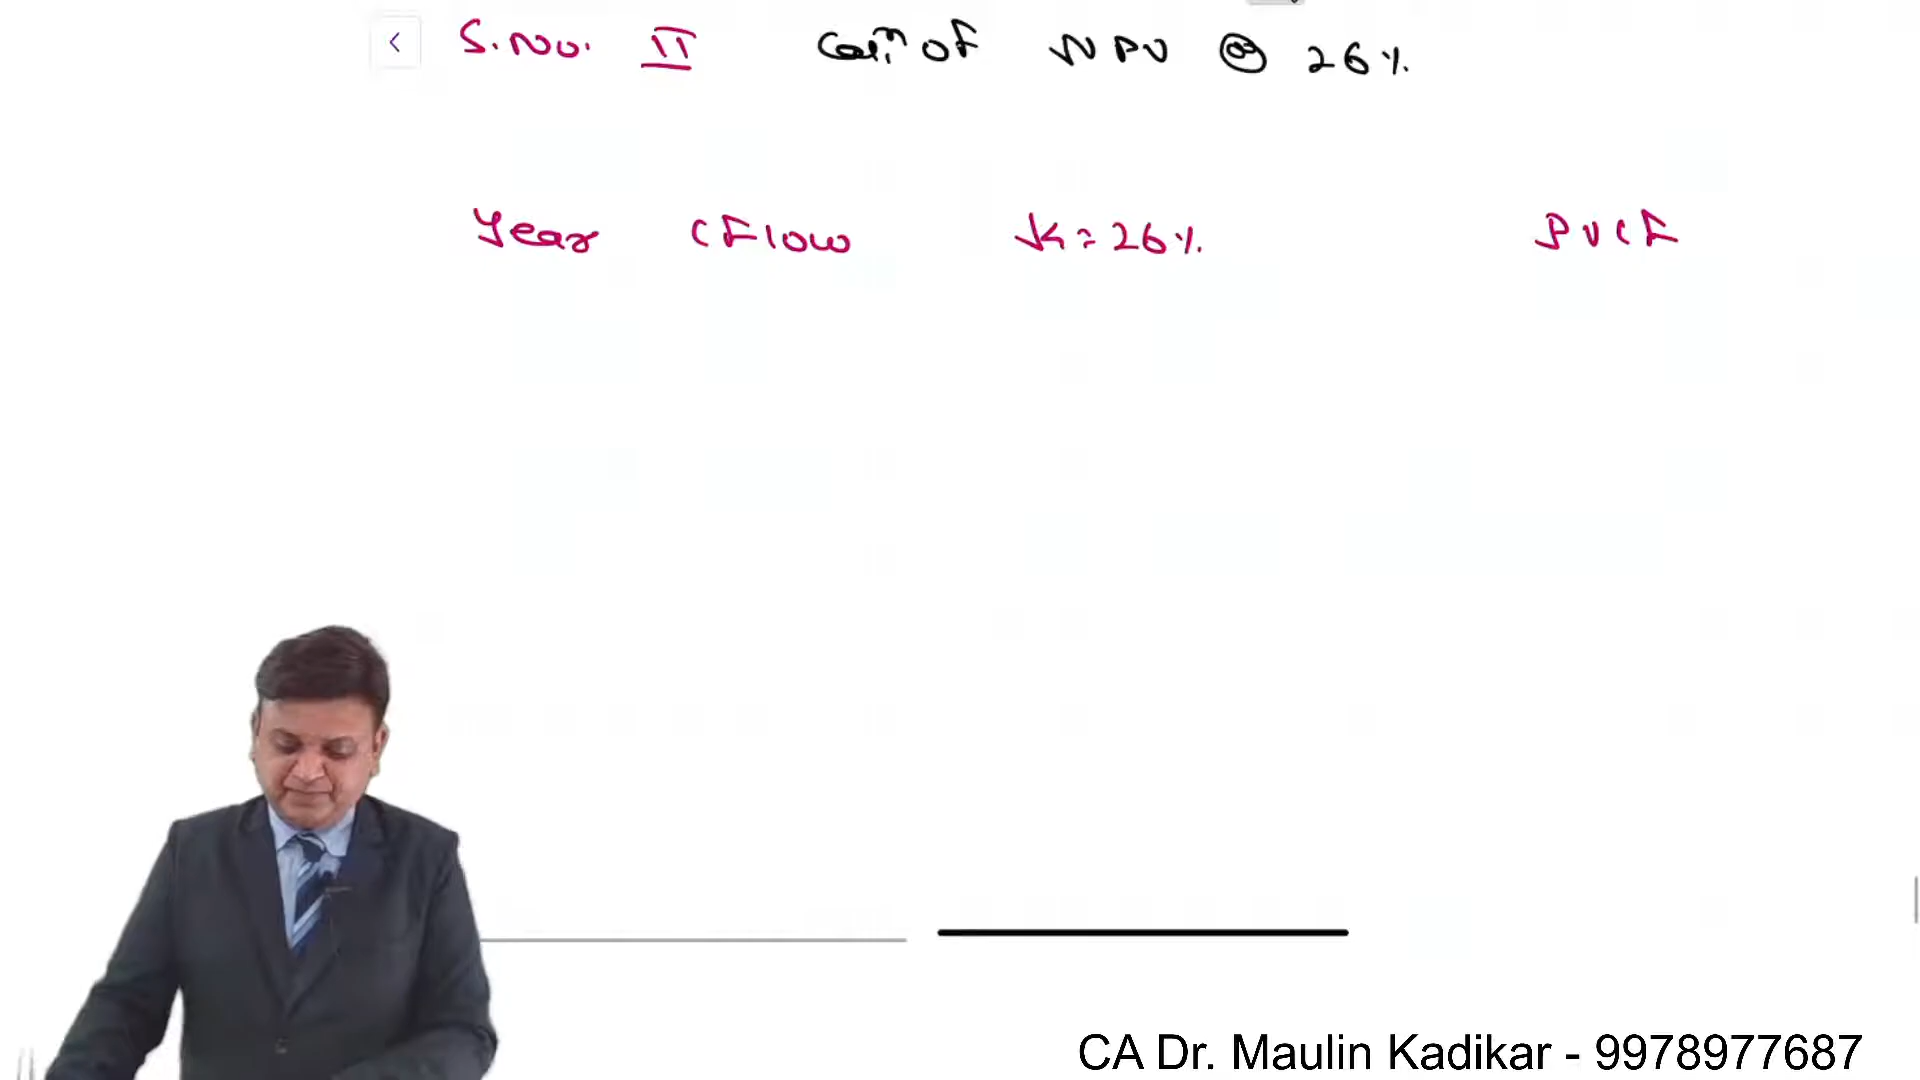 S.No. II Caln of NPV @ 26%
Year CFlow K = 26% PVCF
CA Dr. Maulin Kadikar - 9978977687